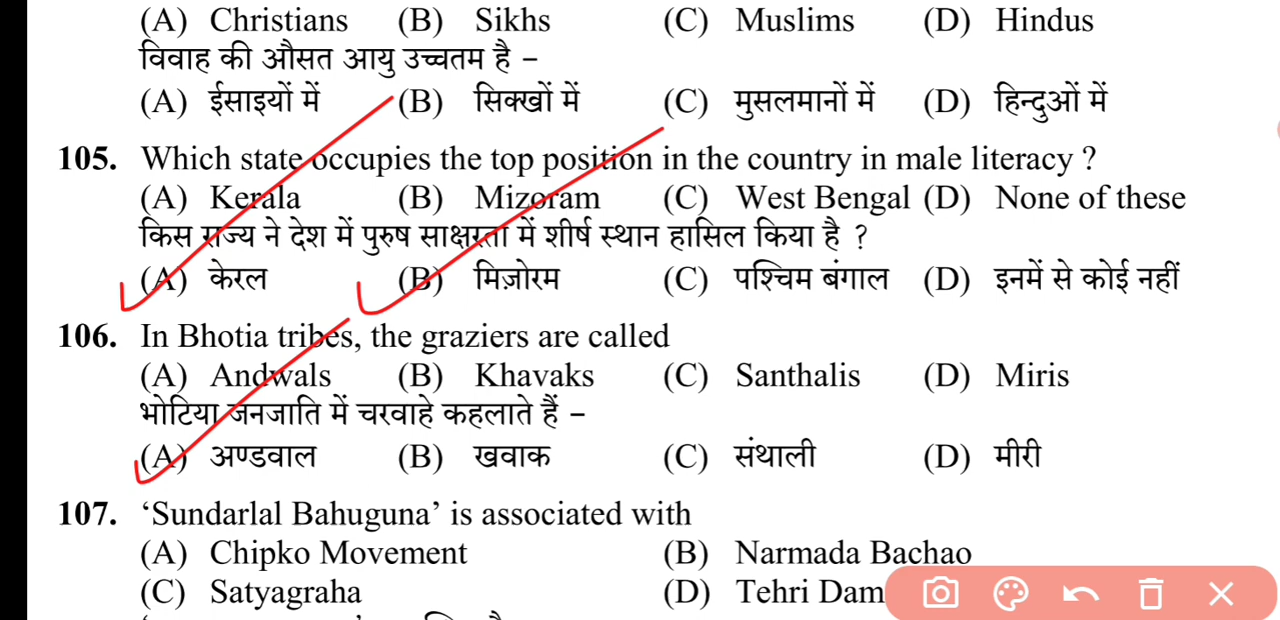 (A) Christians (B) Sikhs (C) Muslims (D) Hindus
विवाह की औसत आयु उच्चतम है –
(A) ईसाइयों में (B) सिक्खों में (C) मुसलमानों में (D) हिन्दुओं में
105. Which state occupies the top position in the country in male literacy ?
(A) Kerala (B) Mizoram (C) West Bengal (D) None of these
किस राज्य ने देश में पुरुष साक्षरता में शीर्ष स्थान हासिल किया है ?
(A) केरल (B) मिज़ोरम (C) पश्चिम बंगाल (D) इनमें से कोई नहीं
106. In Bhotia tribes, the graziers are called
(A) Andwals (B) Khavaks (C) Santhalis (D) Miris
भोटिया जनजाति में चरवाहे कहलाते हैं –
(A) अण्डवाल (B) खवाक (C) संथाली (D) मीरी
107. ‘Sundarlal Bahuguna’ is associated with
(A) Chipko Movement (B) Narmada Bachao
(C) Satyagraha (D) Tehri Dam